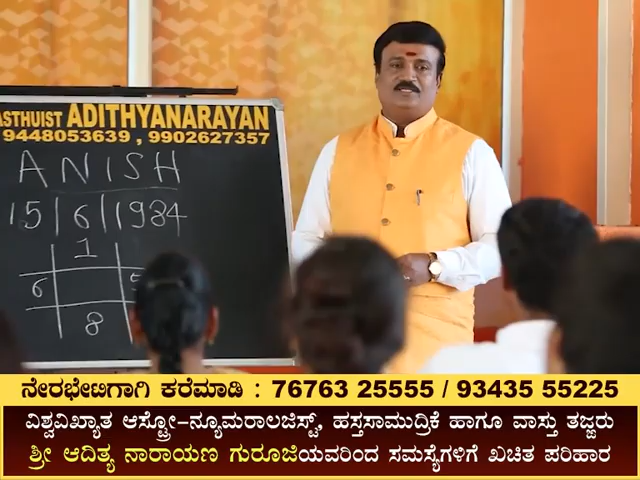 ASTHUIST ADITHYANARAYAN
9448053639 , 9902627357
ANISH
15/6/1984
1
6 5
8
ನೇರಭೇಟಿಗಾಗಿ ಕರೆಮಾಡಿ : 76763 25555 / 93435 55225
ವಿಶ್ವವಿಖ್ಯಾತ ಆಸ್ಟ್ರೋ-ನ್ಯೂಮರಾಲಜಿಸ್ಟ್, ಹಸ್ತಸಾಮುದ್ರಿಕೆ ಹಾಗೂ ವಾಸ್ತು ತಜ್ಞರು
ಶ್ರೀ ಆದಿತ್ಯ ನಾರಾಯಣ ಗುರೂಜಿಯವರಿಂದ ಸಮಸ್ಯೆಗಳಿಗೆ ಖಚಿತ ಪರಿಹಾರ